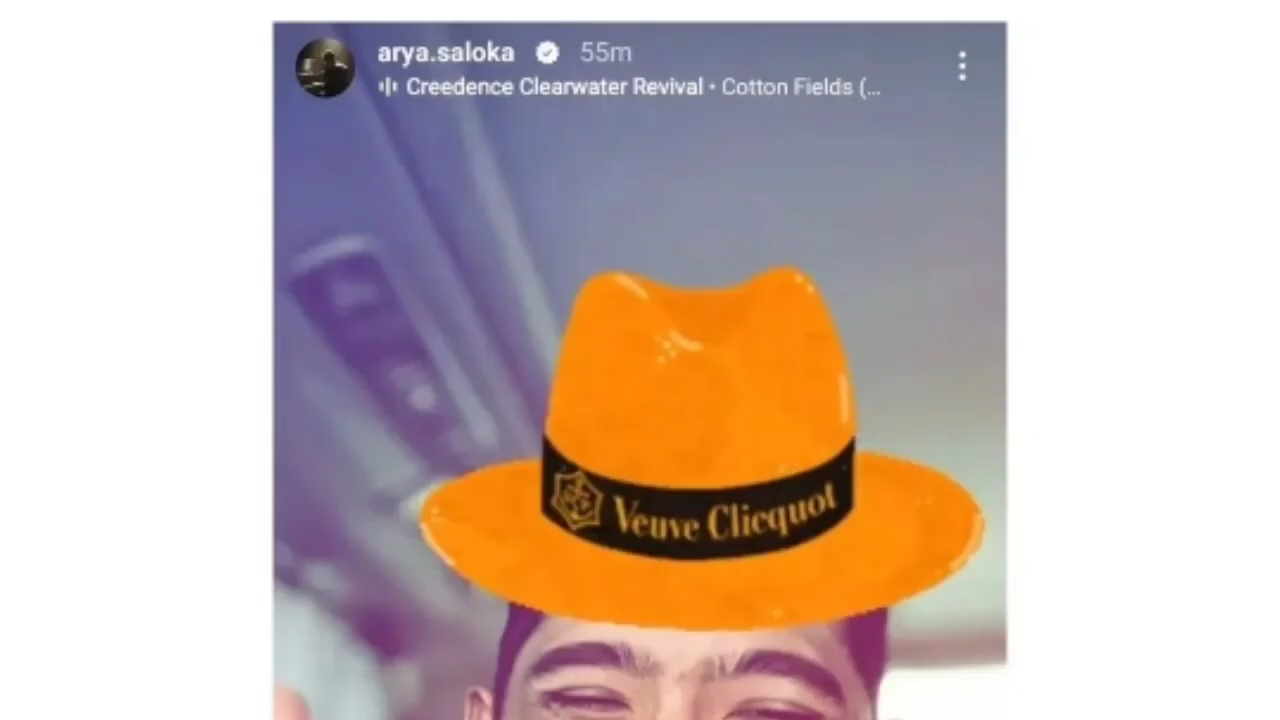 arya.saloka 55m
Creedence Clearwater Revival • Cotton Fields (...
Veuve Clicquot